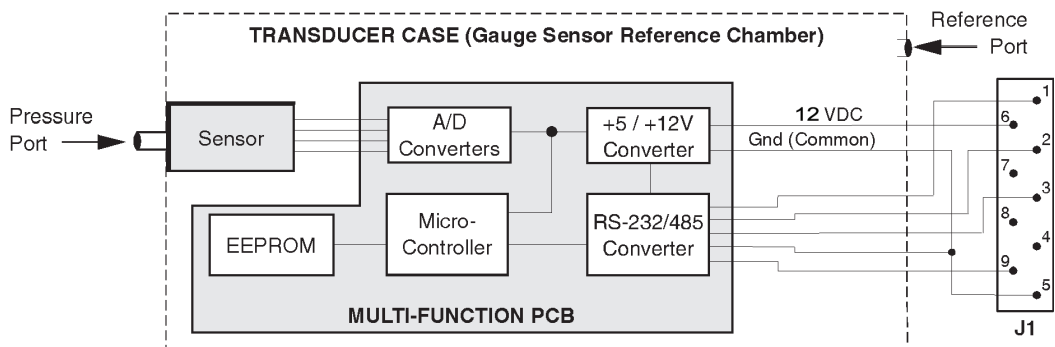 TRANSDUCER CASE (Gauge Sensor Reference Chamber)
Reference
Port
Pressure
Port
Sensor
A/D
Converters
+5 / +12V
Converter
12 VDC
Gnd (Common)
EEPROM
Micro-
Controller
RS-232/485
Converter
MULTI-FUNCTION PCB
1
6
2
7
3
8
4
9
5
J1